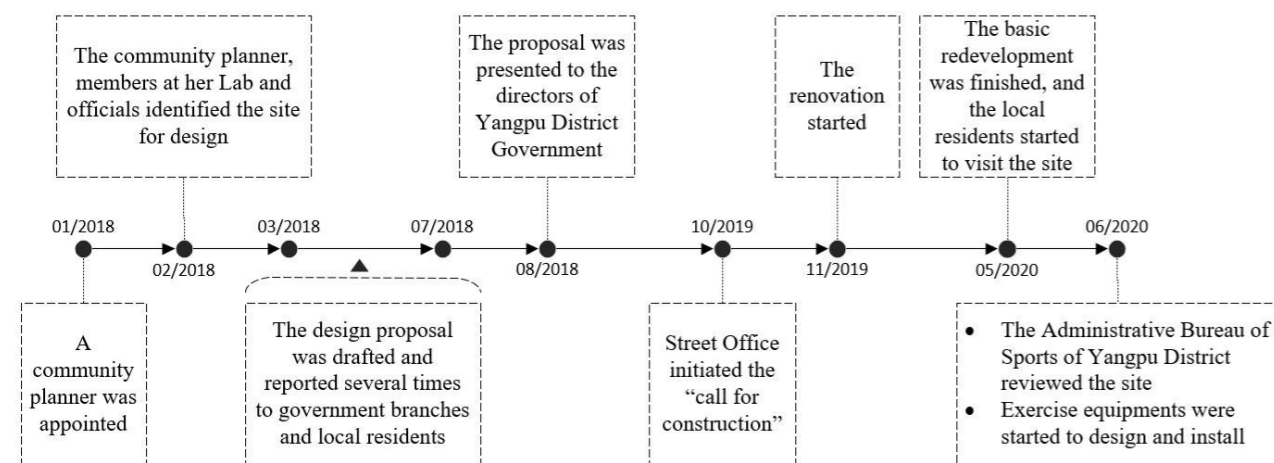 The community planner,
members at her Lab and
officials identified the site
for design
The proposal was
presented to the
directors of
Yangpu District
Government
The
renovation
started
The basic
redevelopment
was finished, and
the local
residents started
to visit the site
01/2018
02/2018
03/2018
07/2018
08/2018
10/2019
11/2019
05/2020
06/2020
A
community
planner was
appointed
The design proposal
was drafted and
reported several times
to government branches
and local residents
Street Office
initiated the
“call for
construction”
• The Administrative Bureau of
Sports of Yangpu District
reviewed the site
• Exercise equipments were
started to design and install